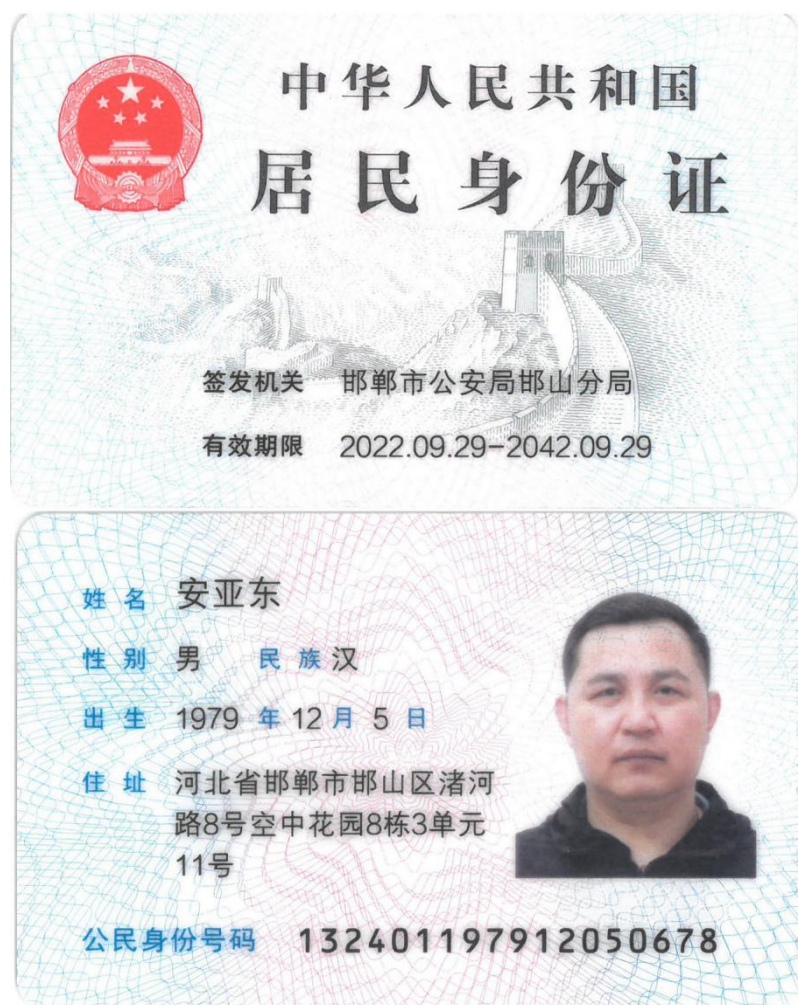 中华人民共和国
居民身份证
签发机关 邯郸市公安局邯山分局
有效期限 2022.09.29-2042.09.29
姓名 安亚东
性别 男 民族 汉
出生 1979 年 12 月 5 日
住址 河北省邯郸市邯山区渚河
路8号空中花园8栋3单元
11号
公民身份号码 132401197912050678